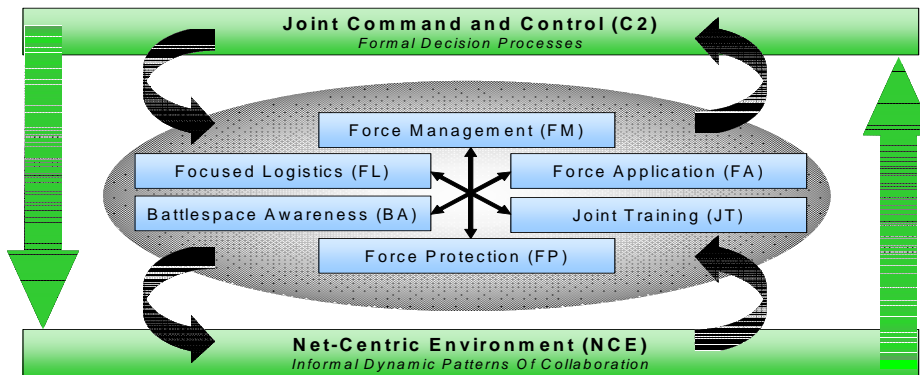 Joint Command and Control (C2)
Formal Decision Processes
Force Management (FM)
Focused Logistics (FL)
Force Application (FA)
Battlespace Awareness (BA)
Joint Training (JT)
Force Protection (FP)
Net-Centric Environment (NCE)
Informal Dynamic Patterns Of Collaboration